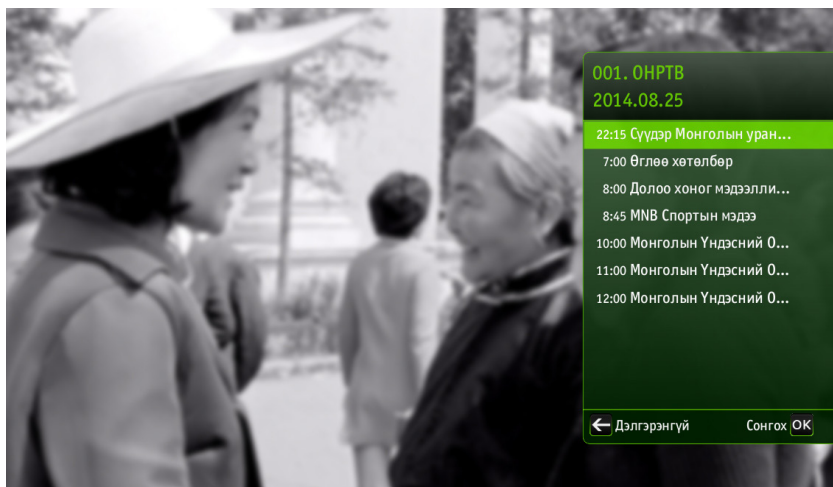 001. ОНРТВ
2014.08.25
22:15 Сүүдэр Монголын уран...
7:00 Өглөө хөтөлбөр
8:00 Долоо хоног мэдээлли...
8:45 MNB Спортын мэдээ
10:00 Монголын Үндэсний О...
11:00 Монголын Үндэсний О...
12:00 Монголын Үндэсний О...
Дэлгэрэнгүй Сонгох OK